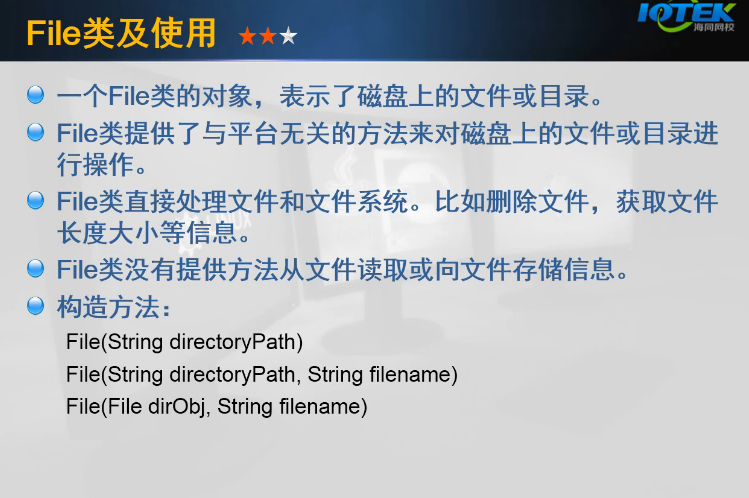 File类及使用
IOTEK
海同网校
一个File类的对象，表示了磁盘上的文件或目录。
File类提供了与平台无关的方法来对磁盘上的文件或目录进
行操作。
File类直接处理文件和文件系统。比如删除文件，获取文件
长度大小等信息。
File类没有提供方法从文件读取或向文件存储信息。
构造方法：
File(String directoryPath)
File(String directoryPath, String filename)
File(File dirObj, String filename)